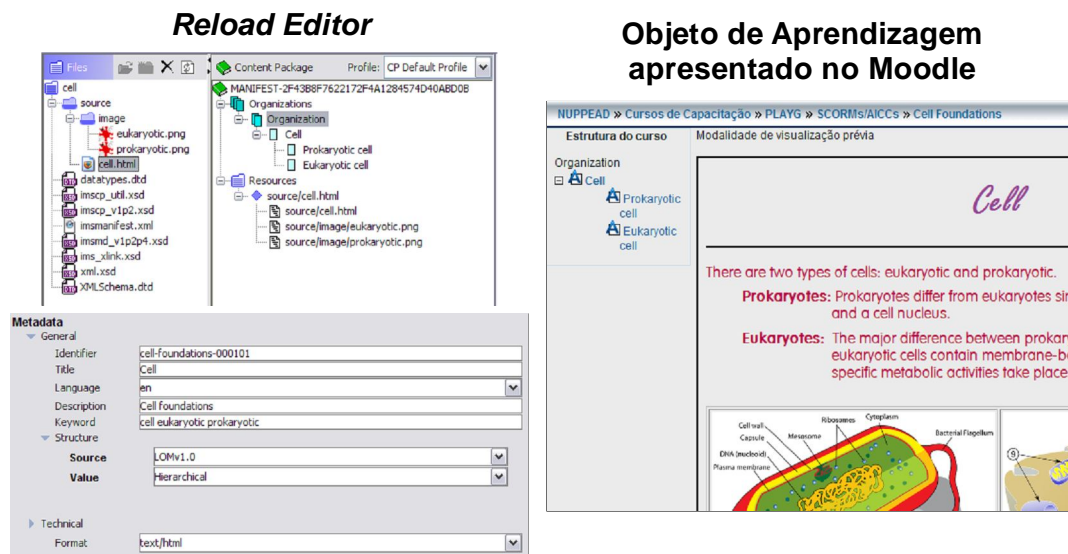 Reload Editor
Files
Content Package Profile: CP Default Profile
cell
source
image
eukaryotic.png
prokaryotic.png
cell.html
datatypes.dtd
imscp_util.xsd
imscp_v1p2.xsd
imsmanifest.xml
imsmd_v1p2p4.xsd
ims_xlink.xsd
xml.xsd
XMLSchema.dtd
MANIFEST-2F43B8F7622172F4A1284574D40ABD0B
Organizations
Organization
Cell
Prokaryotic cell
Eukaryotic cell
Resources
source/cell.html
source/cell.html
source/image/eukaryotic.png
source/image/prokaryotic.png
Metadata
General
Identifier cell-foundations-000101
Title Cell
Language en
Description Cell foundations
Keyword cell eukaryotic prokaryotic
Structure
Source LOMv1.0
Value Hierarchical
Technical
Format text/html
Objeto de Aprendizagem
apresentado no Moodle
NUPPEAD » Cursos de Capacitação » PLAYG » SCORMs/AICCs » Cell Foundations
Estrutura do curso
Modalidade de visualização prévia
Organization
Cell
Prokaryotic
cell
Eukaryotic
cell
Cell
There are two types of cells: eukaryotic and prokaryotic.
Prokaryotes: Prokaryotes differ from eukaryotes sin
and a cell nucleus.
Eukaryotes: The major difference between prokar
eukaryotic cells contain membrane-b
specific metabolic activities take place
Cell wall
Capsule
Mesosome
Ribosomes
Cytoplasm
Bacterial Flagellum
DNA (nucleoid)
Plasma membrane
9